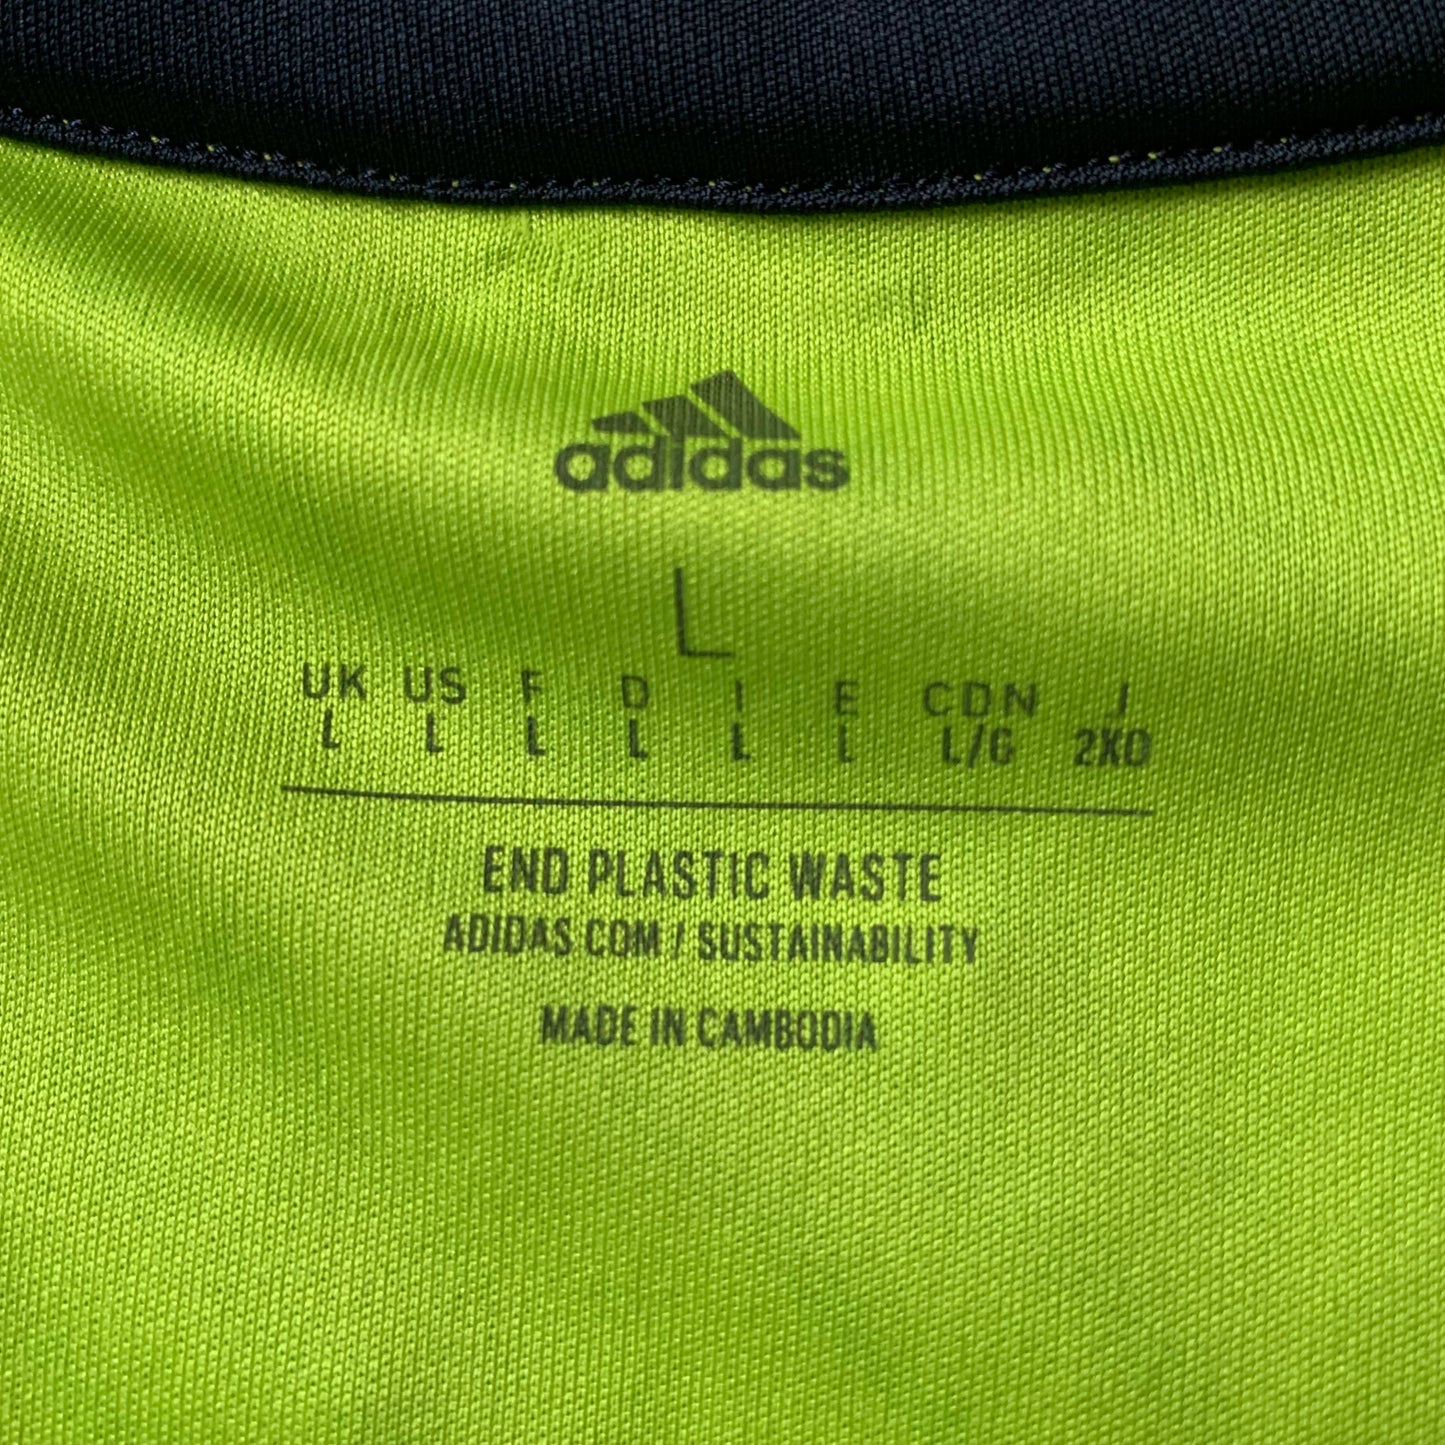 adidas
L
UK US F D I E CDN J
L L L L L L L/G 2XO
END PLASTIC WASTE
ADIDAS.COM / SUSTAINABILITY
MADE IN CAMBODIA